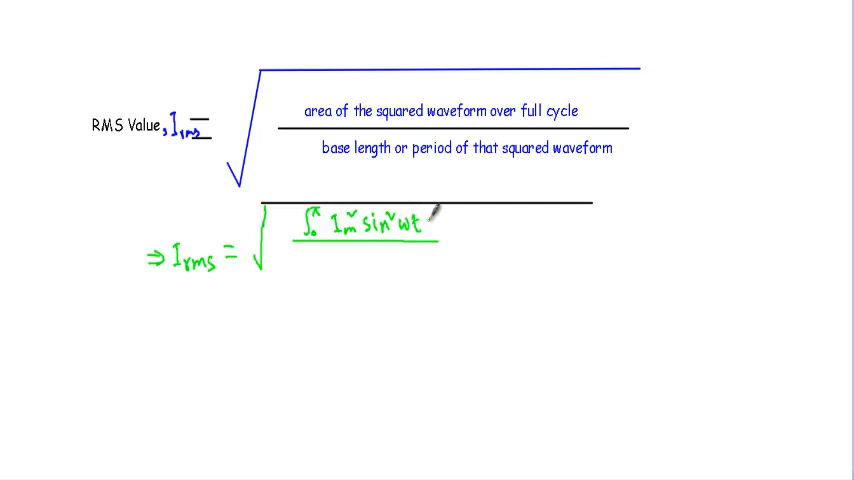 area of the squared waveform over full cycle
RMS Value, Irms =
base length or period of that squared waveform
⇒ Irms = √ ∫₀^π Im² sin² ωt